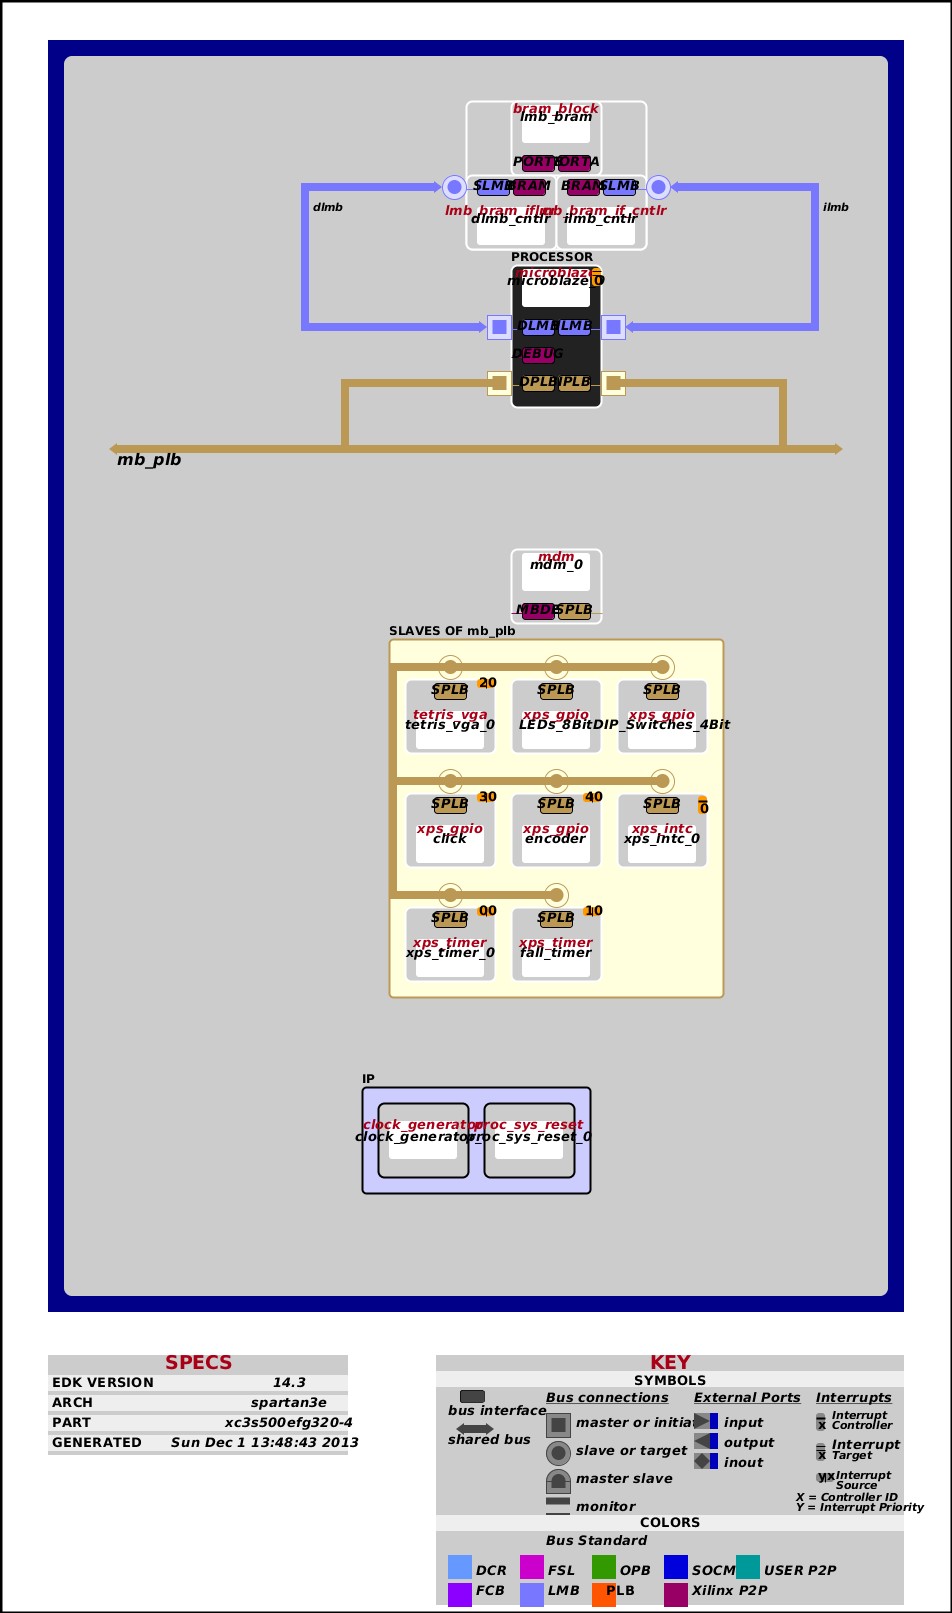 bram_block
lmb_bram
PORTB PORTA
SLMB BRAM BRAM SLMB
dlmb
ilmb
lmb_bram_if_cntlr lmb_bram_if_cntlr
dlmb_cntlr ilmb_cntlr
PROCESSOR
microblaze
microblaze_0
DLMB ILMB
DEBUG
DPLB IPLB
mb_plb
mdm
mdm_0
MBDEBUG SPLB
SLAVES OF mb_plb
20
SPLB SPLB SPLB
tetris_vga xps_gpio xps_gpio
tetris_vga_0 LEDs_8Bit DIP_Switches_4Bit
30 40
SPLB SPLB SPLB 0
xps_gpio xps_gpio xps_intc
click encoder xps_intc_0
00 10
SPLB SPLB
xps_timer xps_timer
xps_timer_0 fall_timer
IP
clock_generator proc_sys_reset
clock_generator_0 proc_sys_reset_0
SPECS
EDK VERSION 14.3
ARCH spartan3e
PART xc3s500efg320-4
GENERATED Sun Dec 1 13:48:43 2013
KEY
SYMBOLS
Bus connections External Ports Interrupts
bus interface
shared bus
master or initiator
slave or target
master slave
monitor
input
output
inout
x Interrupt
Controller
x Interrupt
Target
yx Interrupt
Source
X = Controller ID
Y = Interrupt Priority
COLORS
Bus Standard
DCR FSL OPB SOCM USER P2P
FCB LMB PLB Xilinx P2P